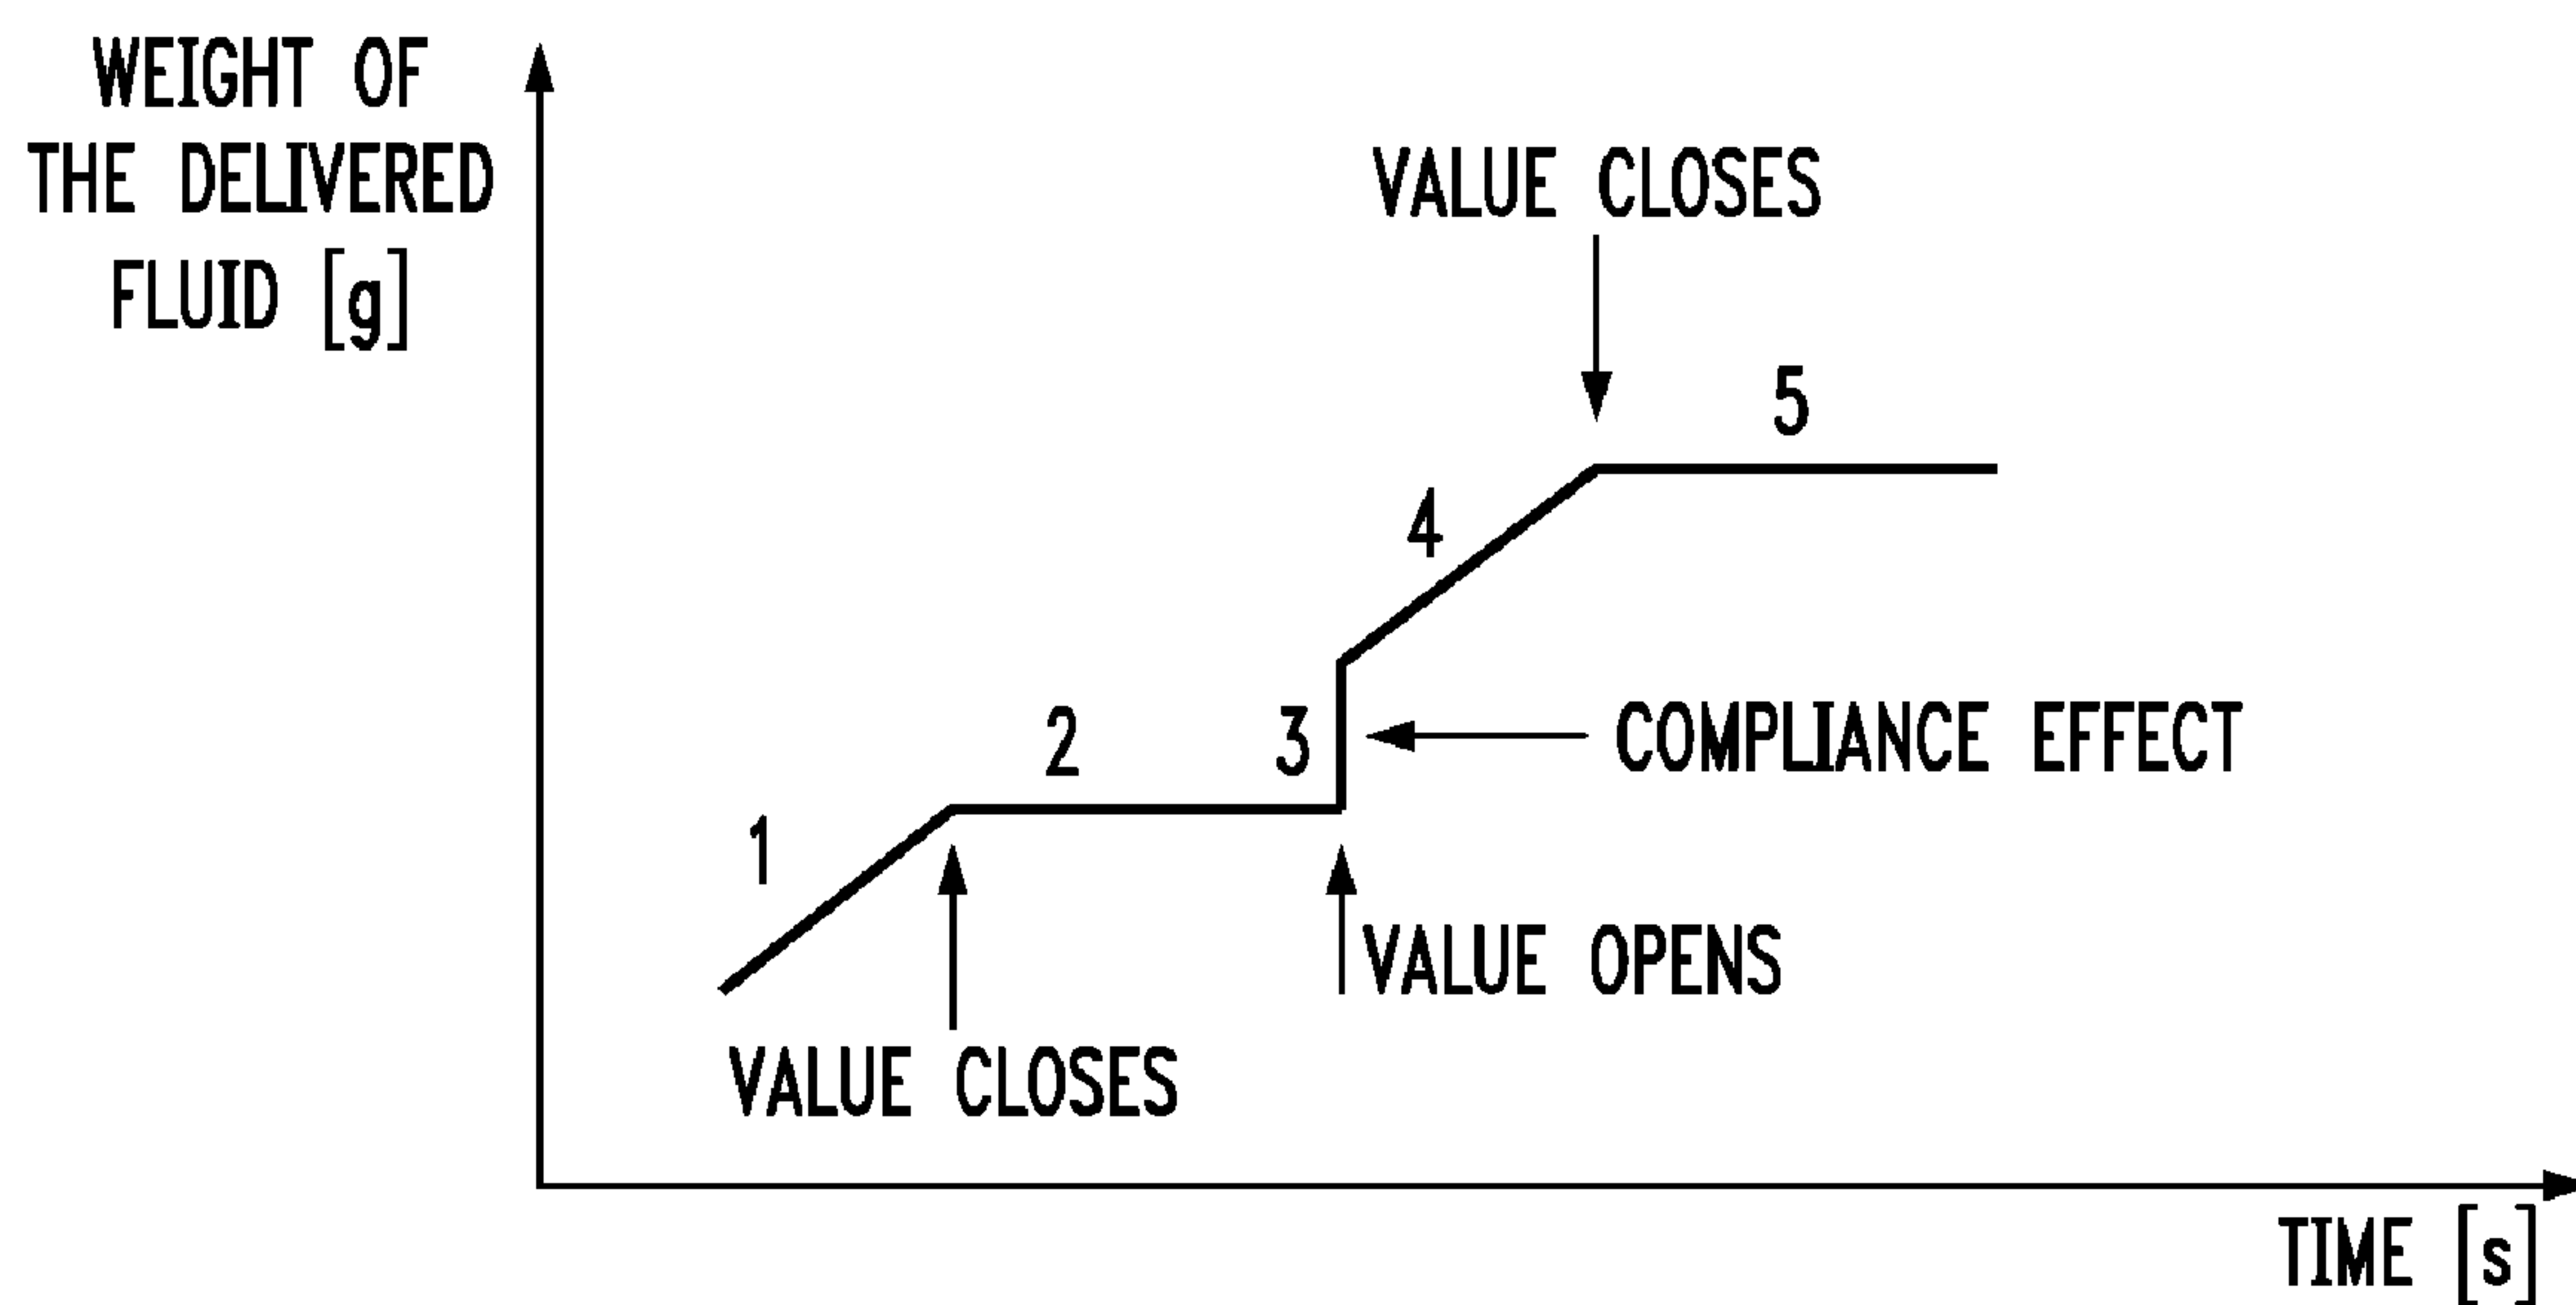 WEIGHT OF
THE DELIVERED
FLUID [g]
VALUE CLOSES
5
4
2
3
COMPLIANCE EFFECT
1
VALUE OPENS
VALUE CLOSES
TIME [s]